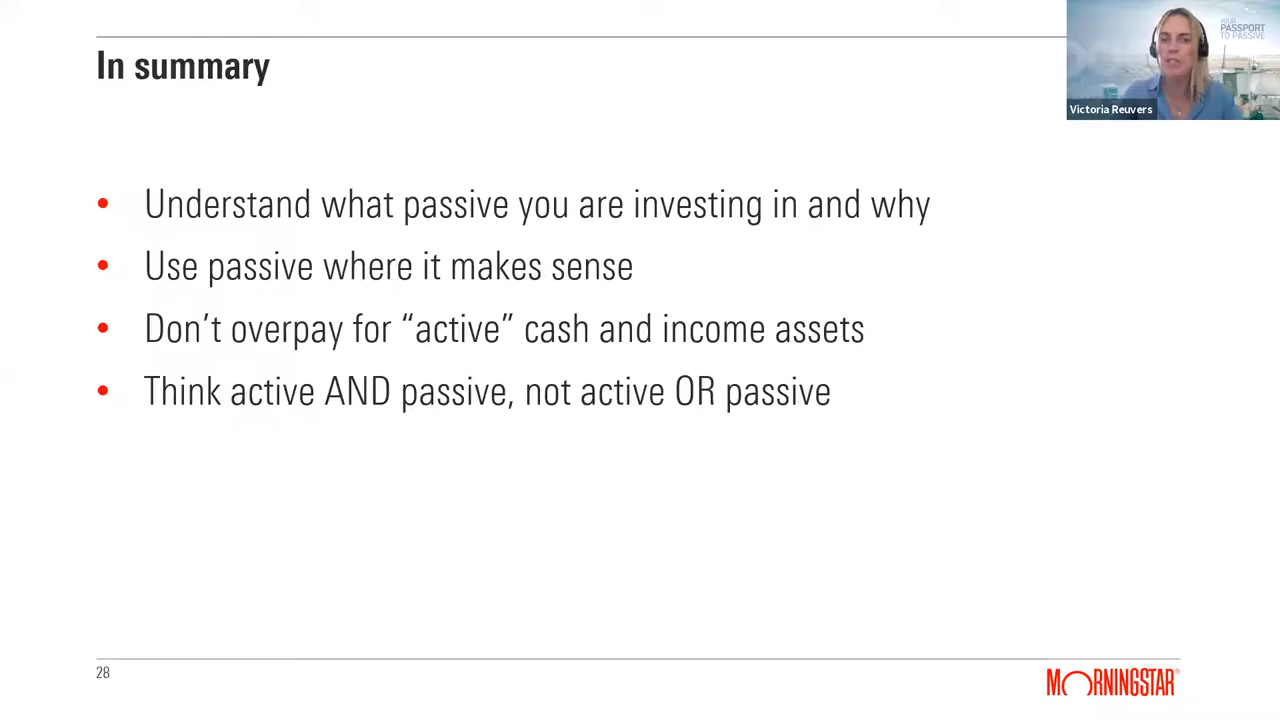 In summary
YOUR
PASSPORT
TO PASSIVE
Victoria Reuvers
• Understand what passive you are investing in and why
• Use passive where it makes sense
• Don’t overpay for “active” cash and income assets
• Think active AND passive, not active OR passive
28
MORNINGSTAR®